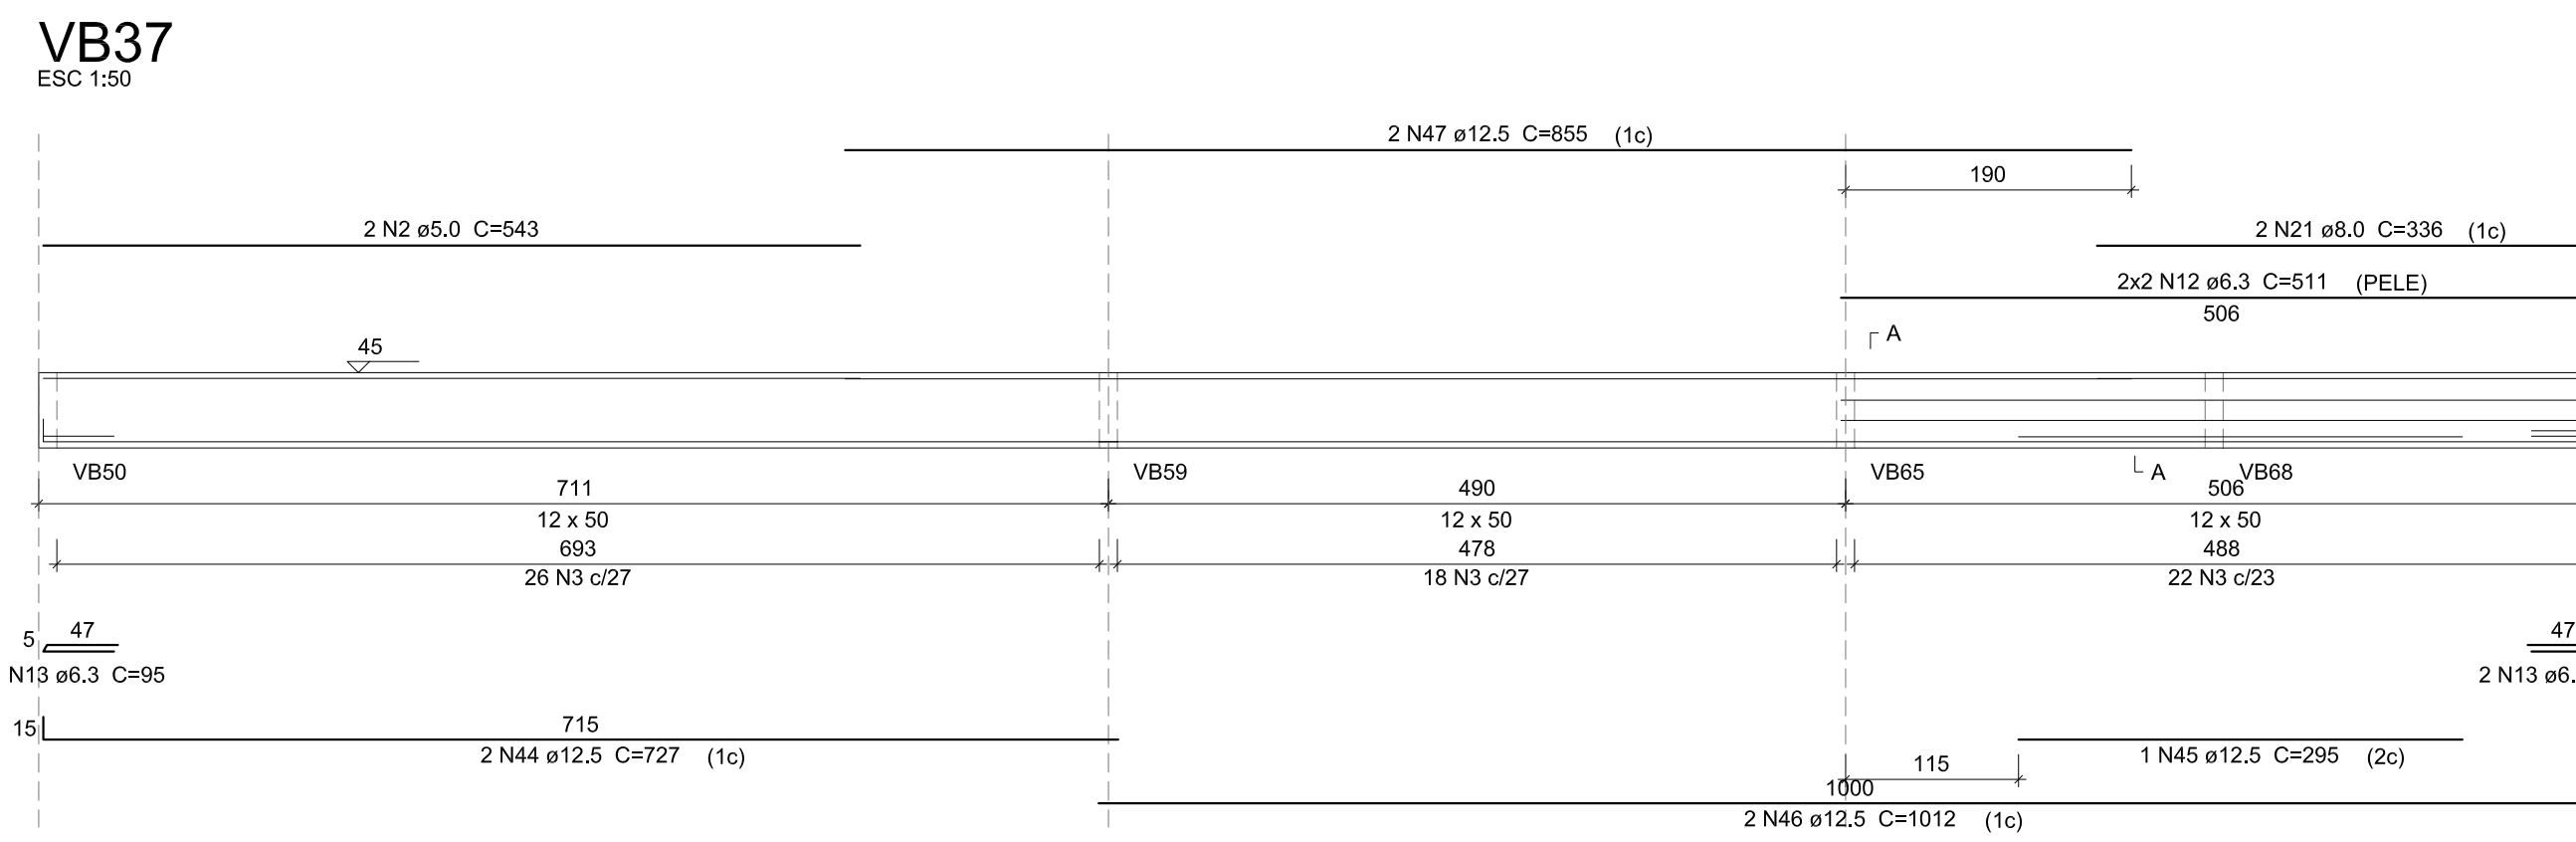 VB37
ESC 1:50
2 N47 ø12.5 C=855 (1c)
190
2 N2 ø5.0 C=543
2 N21 ø8.0 C=336 (1c)
2x2 N12 ø6.3 C=511 (PELE)
506
A
45
VB50
VB59
VB65
A
VB68
711
490
506
12 x 50
12 x 50
12 x 50
693
478
488
26 N3 c/27
18 N3 c/27
22 N3 c/23
5
47
47
N13 ø6.3 C=95
2 N13 ø6.
15
715
2 N44 ø12.5 C=727 (1c)
1 N45 ø12.5 C=295 (2c)
115
1000
2 N46 ø12.5 C=1012 (1c)